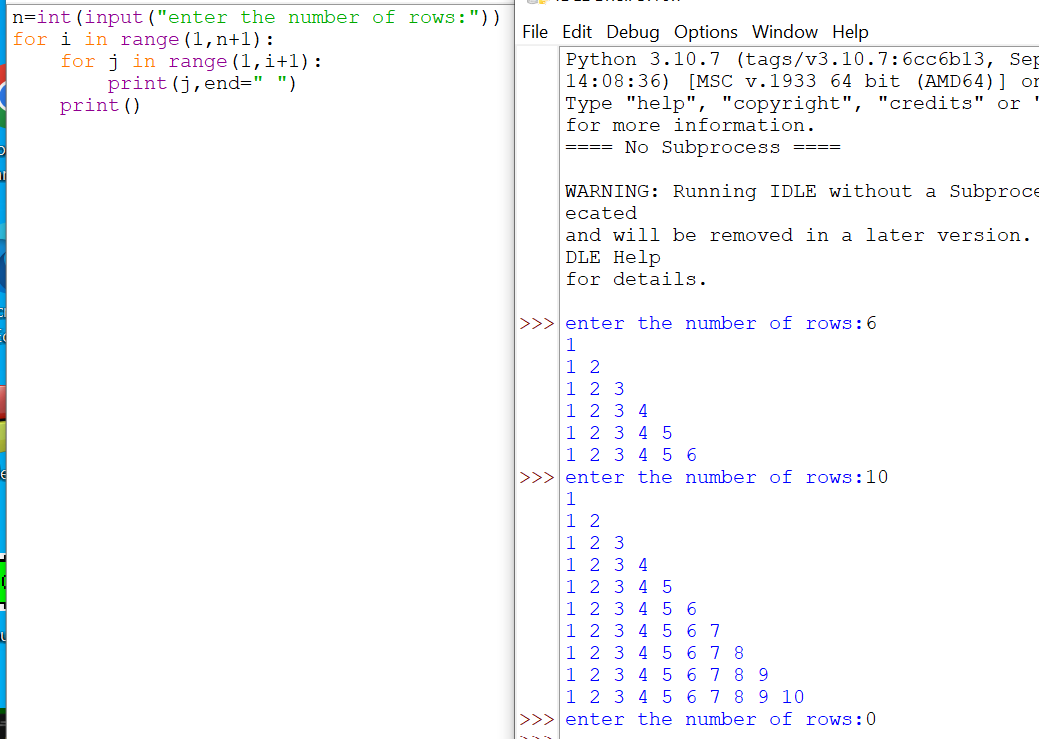 n=int(input("enter the number of rows:"))
for i in range(1,n+1):
    for j in range(1,i+1):
        print(j,end=" ")
    print()
File Edit Debug Options Window Help
Python 3.10.7 (tags/v3.10.7:6cc6b13, Sep
14:08:36) [MSC v.1933 64 bit (AMD64)] on
Type "help", "copyright", "credits" or "
for more information.
==== No Subprocess ====
WARNING: Running IDLE without a Subproce
ecated
and will be removed in a later version.
DLE Help
for details.
>>> enter the number of rows:6
1
1 2
1 2 3
1 2 3 4
1 2 3 4 5
1 2 3 4 5 6
>>> enter the number of rows:10
1
1 2
1 2 3
1 2 3 4
1 2 3 4 5
1 2 3 4 5 6
1 2 3 4 5 6 7
1 2 3 4 5 6 7 8
1 2 3 4 5 6 7 8 9
1 2 3 4 5 6 7 8 9 10
>>> enter the number of rows:0
>>>